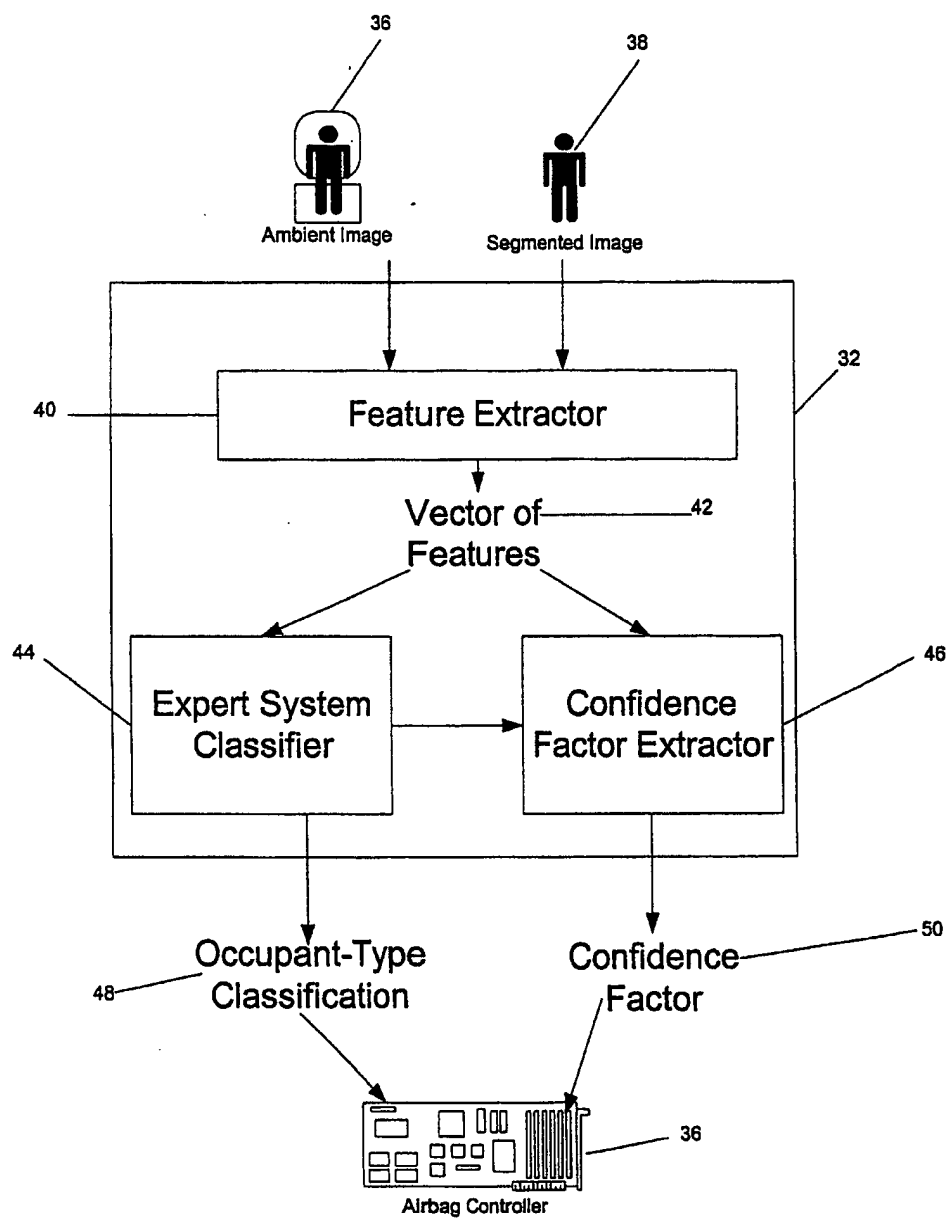 36
38
Ambient Image
Segmented Image
32
40
Feature Extractor
Vector of
42
Features
44
46
Expert System
Classifier
Confidence
Factor Extractor
50
Occupant-Type
Classification
48
Confidence
Factor
36
Airbag Controller